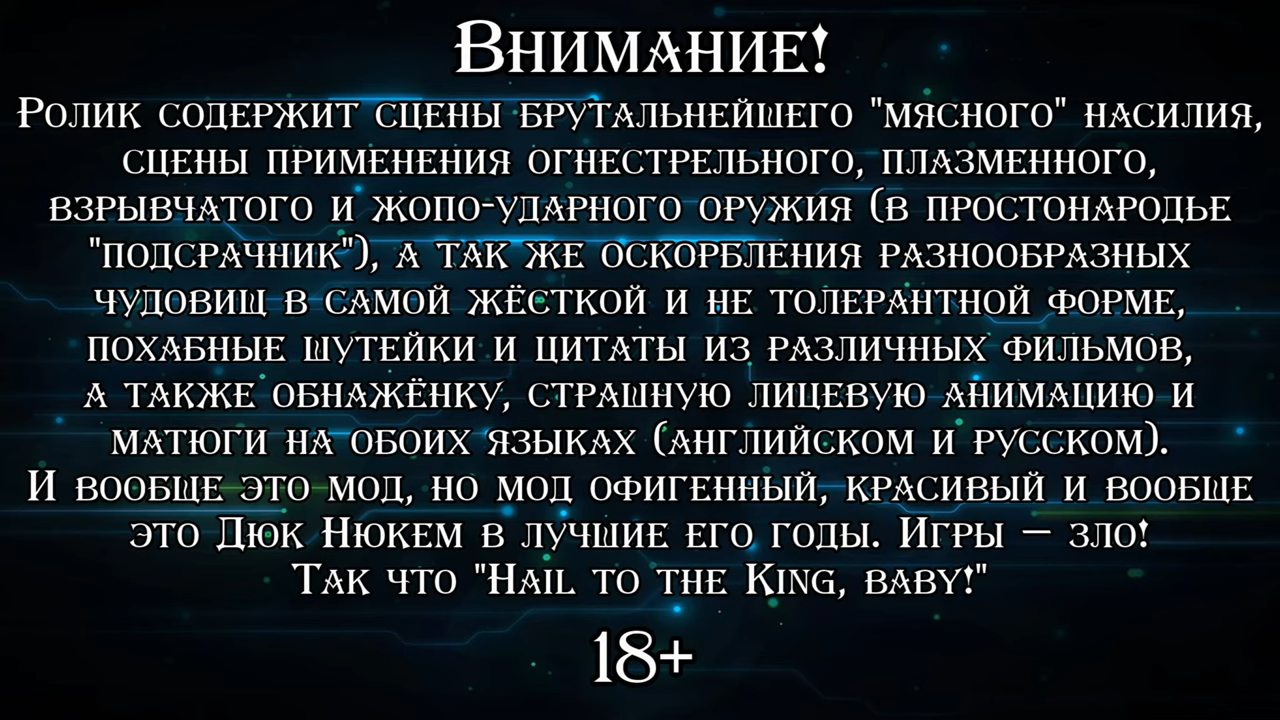 Внимание!
Ролик содержит сцены брутальнейшего "мясного" насилия,
сцены применения огнестрельного, плазменного,
взрывчатого и жопо-ударного оружия (в простонародье
"подсрачник"), а так же оскорбления разнообразных
чудовищ в самой жёсткой и не толерантной форме,
похабные шутейки и цитаты из различных фильмов,
а также обнажёнку, страшную лицевую анимацию и
матюги на обоих языках (английском и русском).
И вообще это мод, но мод офигенный, красивый и вообще
это Дюк Нюкем в лучшие его годы. Игры — зло!
Так что "Hail to the King, baby!"
18+